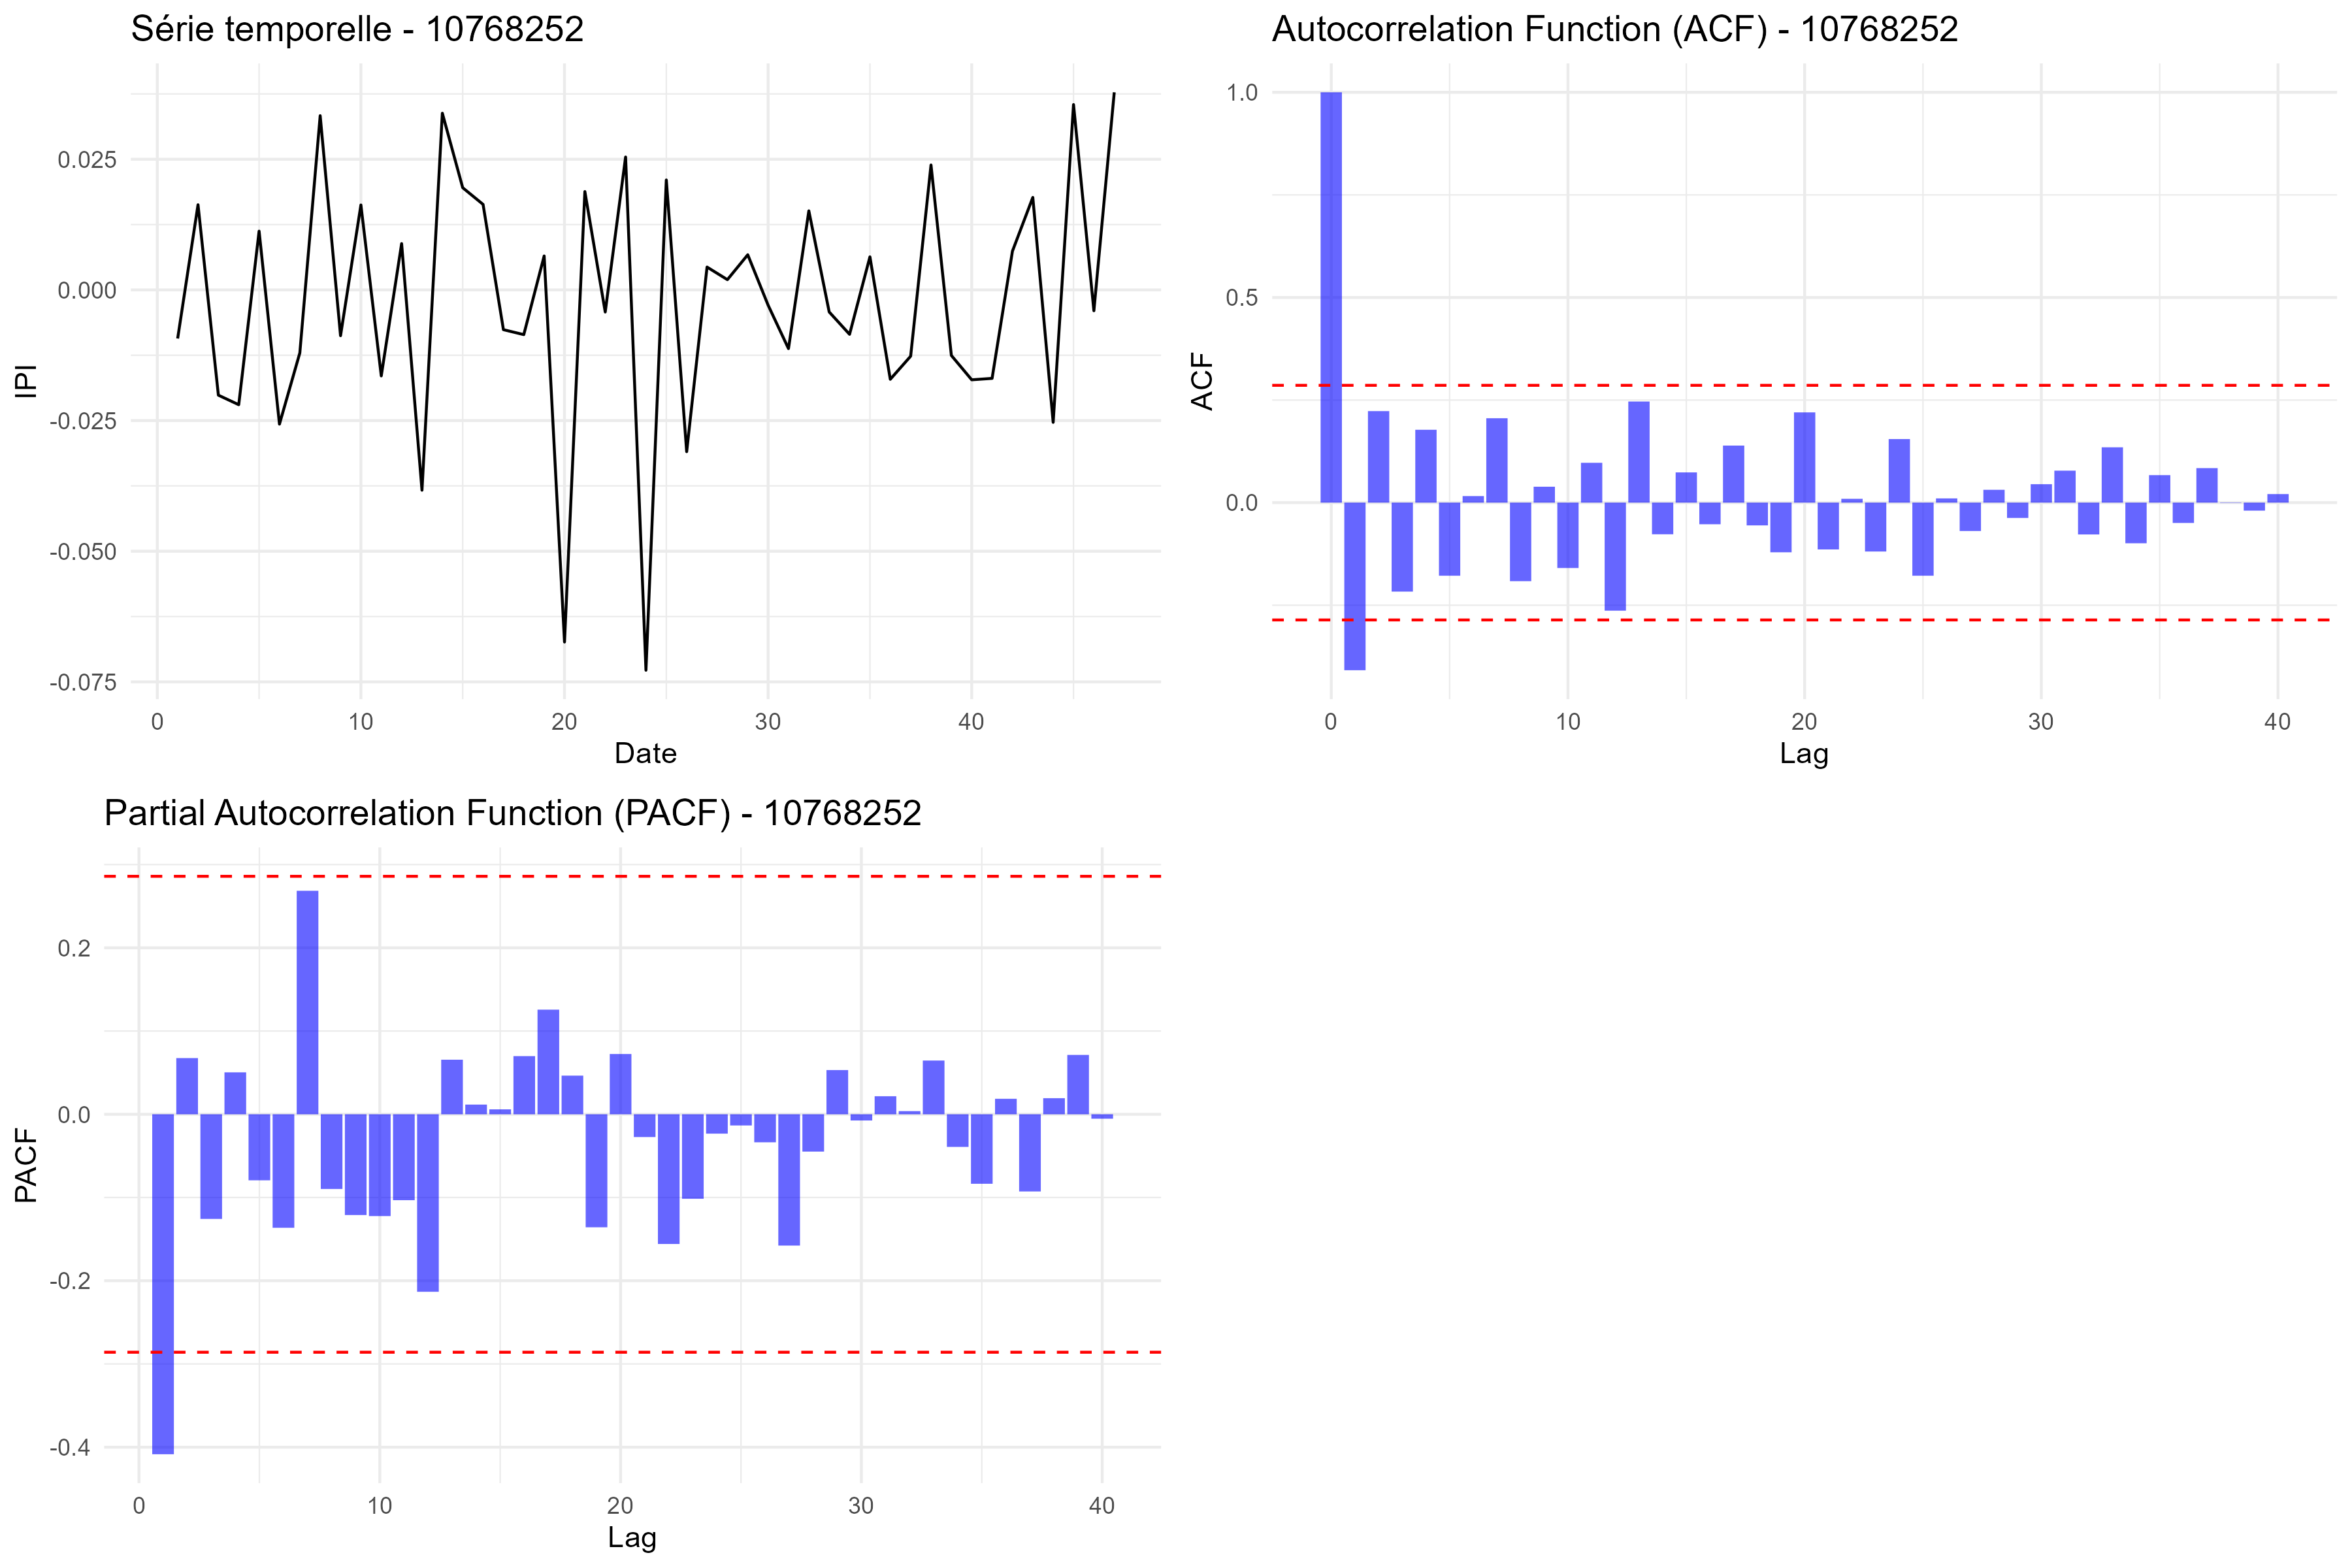 Série temporelle - 10768252
IPI
0.025
0.000
-0.025
-0.050
-0.075
0 10 20 30 40
Date
Autocorrelation Function (ACF) - 10768252
ACF
1.0
0.5
0.0
0 10 20 30 40
Lag
Partial Autocorrelation Function (PACF) - 10768252
PACF
0.2
0.0
-0.2
-0.4
0 10 20 30 40
Lag